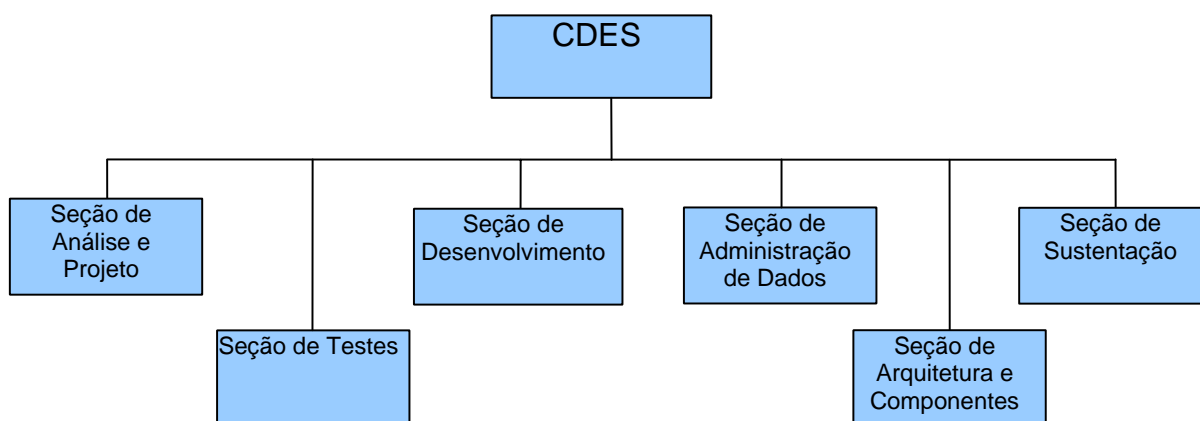 CDES
Seção de
Análise e
Projeto
Seção de Testes
Seção de
Desenvolvimento
Seção de
Administração
de Dados
Seção de
Arquitetura e
Componentes
Seção de
Sustentação